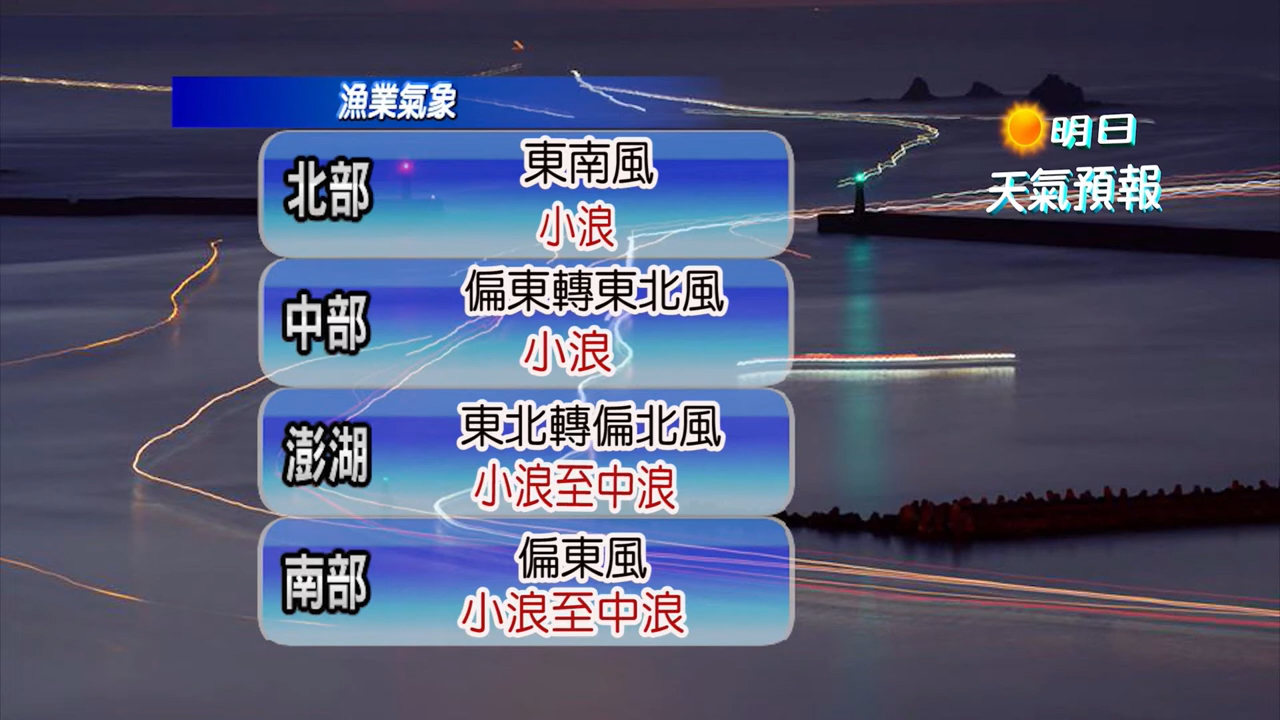 漁業氣象
明日
天氣預報
北部
東南風
小浪
中部
偏東轉東北風
小浪
澎湖
東北轉偏北風
小浪至中浪
南部
偏東風
小浪至中浪